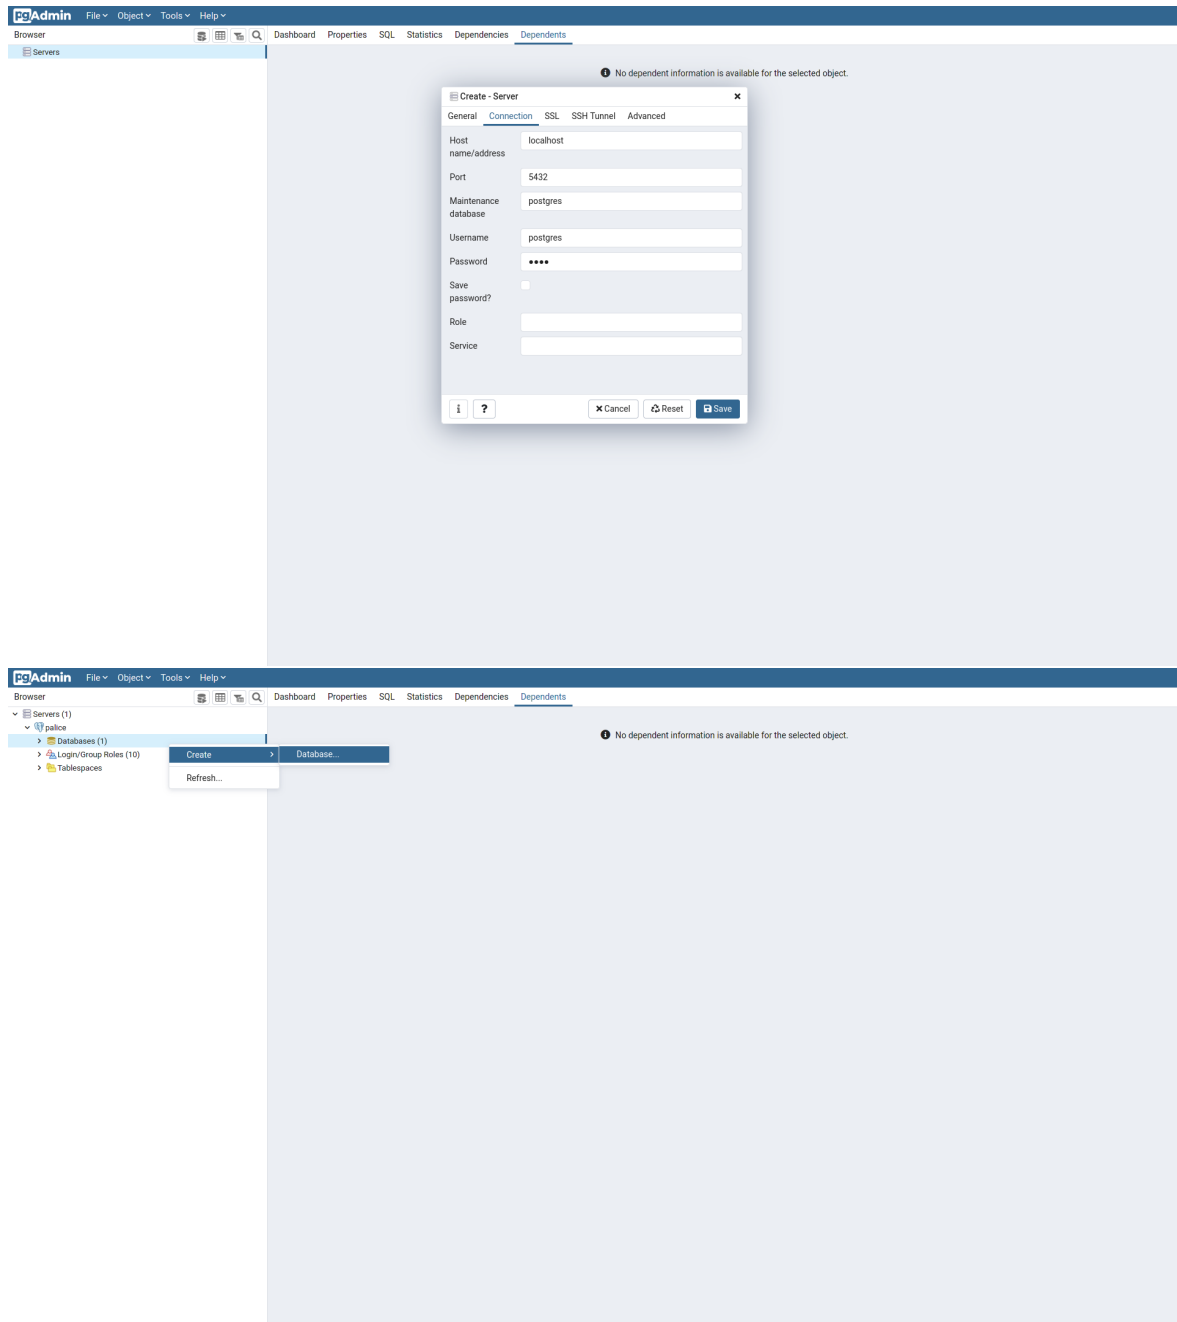 pgAdmin File Object Tools Help
Browser Dashboard Properties SQL Statistics Dependencies Dependents
Servers
No dependent information is available for the selected object.
Create - Server
General Connection SSL SSH Tunnel Advanced
Host name/address localhost
Port 5432
Maintenance database postgres
Username postgres
Password ••••
Save password?
Role
Service
i ? Cancel Reset Save
pgAdmin File Object Tools Help
Browser Dashboard Properties SQL Statistics Dependencies Dependents
Servers (1)
palice
No dependent information is available for the selected object.
Databases (1)
Login/Group Roles (10) Create Database...
Tablespaces
Refresh...